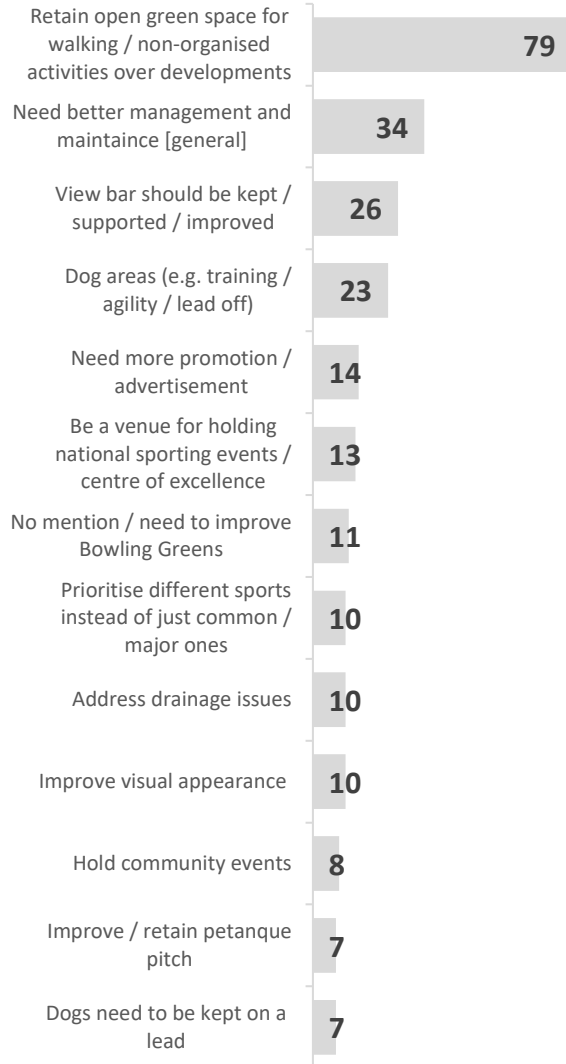 Retain open green space for
walking / non-organised
activities over developments
79
Need better management and
maintaince [general]
34
View bar should be kept /
supported / improved
26
Dog areas (e.g. training /
agility / lead off)
23
Need more promotion /
advertisement
14
Be a venue for holding
national sporting events /
centre of excellence
13
No mention / need to improve
Bowling Greens
11
Prioritise different sports
instead of just common /
major ones
10
Address drainage issues
10
Improve visual appearance
10
Hold community events
8
Improve / retain petanque
pitch
7
Dogs need to be kept on a
lead
7